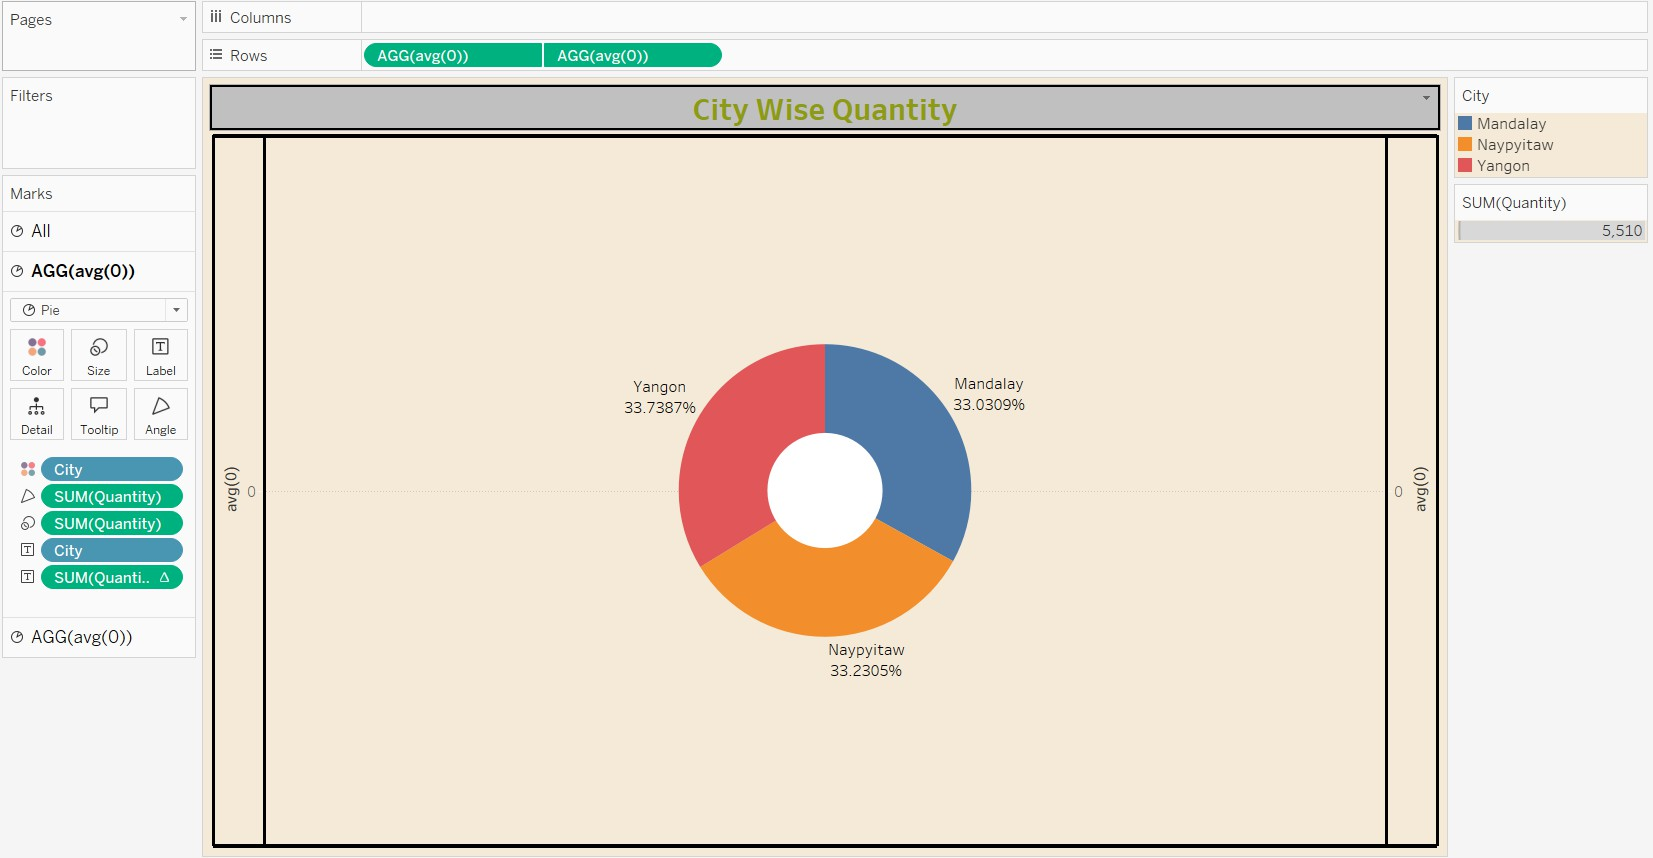 Pages
Columns
Rows
AGG(avg(0)) AGG(avg(0))
Filters
Marks
All
AGG(avg(0))
Pie
Color Size Label
Detail Tooltip Angle
City
SUM(Quantity)
SUM(Quantity)
City
SUM(Quanti.. Δ
AGG(avg(0))
City Wise Quantity
avg(0)
0
Yangon
33.7387%
Mandalay
33.0309%
Naypyitaw
33.2305%
0
avg(0)
City
Mandalay
Naypyitaw
Yangon
SUM(Quantity)
5,510